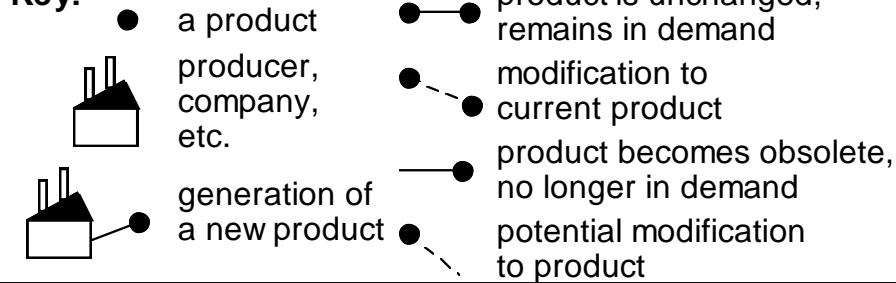 Key:
a product
producer,
company,
etc.
generation of
a new product
product is unchanged,
remains in demand
modification to
current product
product becomes obsolete,
no longer in demand
potential modification
to product